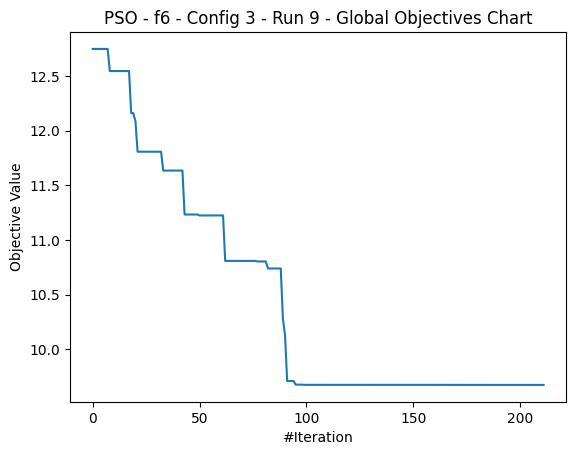 PSO - f6 - Config 3 - Run 9 - Global Objectives Chart
12.5
12.0
11.5
11.0
10.5
10.0
Objective Value
0 50 100 150 200
#Iteration